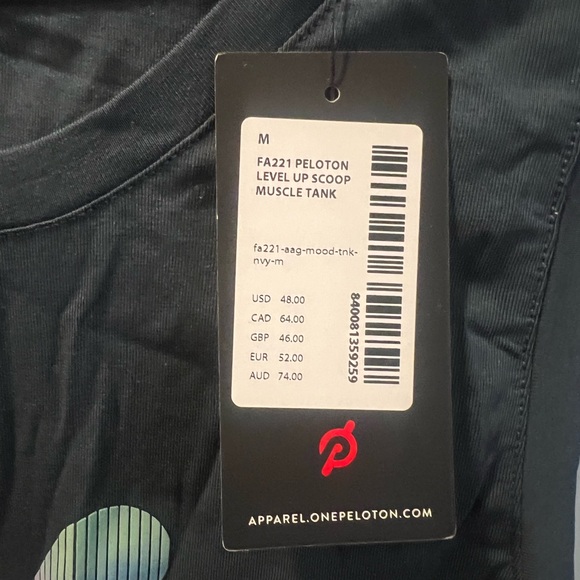 M
FA221 PELOTON
LEVEL UP SCOOP
MUSCLE TANK
fa221-aag-mood-tnk-
nvy-m
USD 48.00
CAD 64.00
GBP 46.00
EUR 52.00
AUD 74.00
840081359259
APPAREL.ONEPELOTON.COM